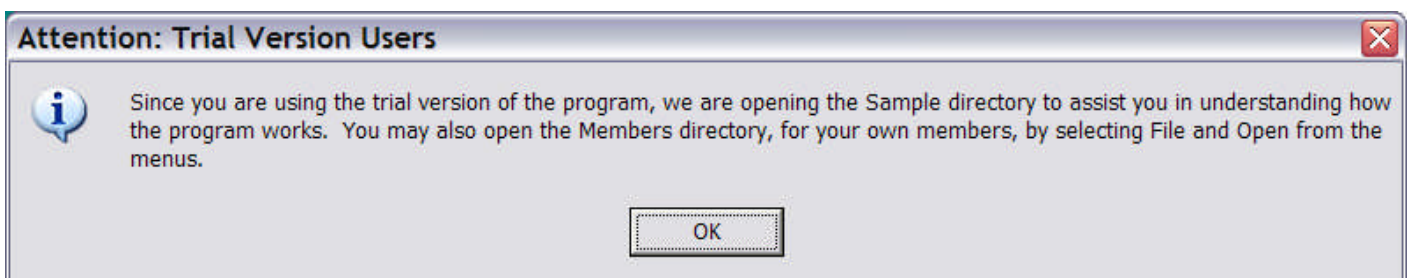 Attention: Trial Version Users
Since you are using the trial version of the program, we are opening the Sample directory to assist you in understanding how
the program works.  You may also open the Members directory, for your own members, by selecting File and Open from the
menus.
OK